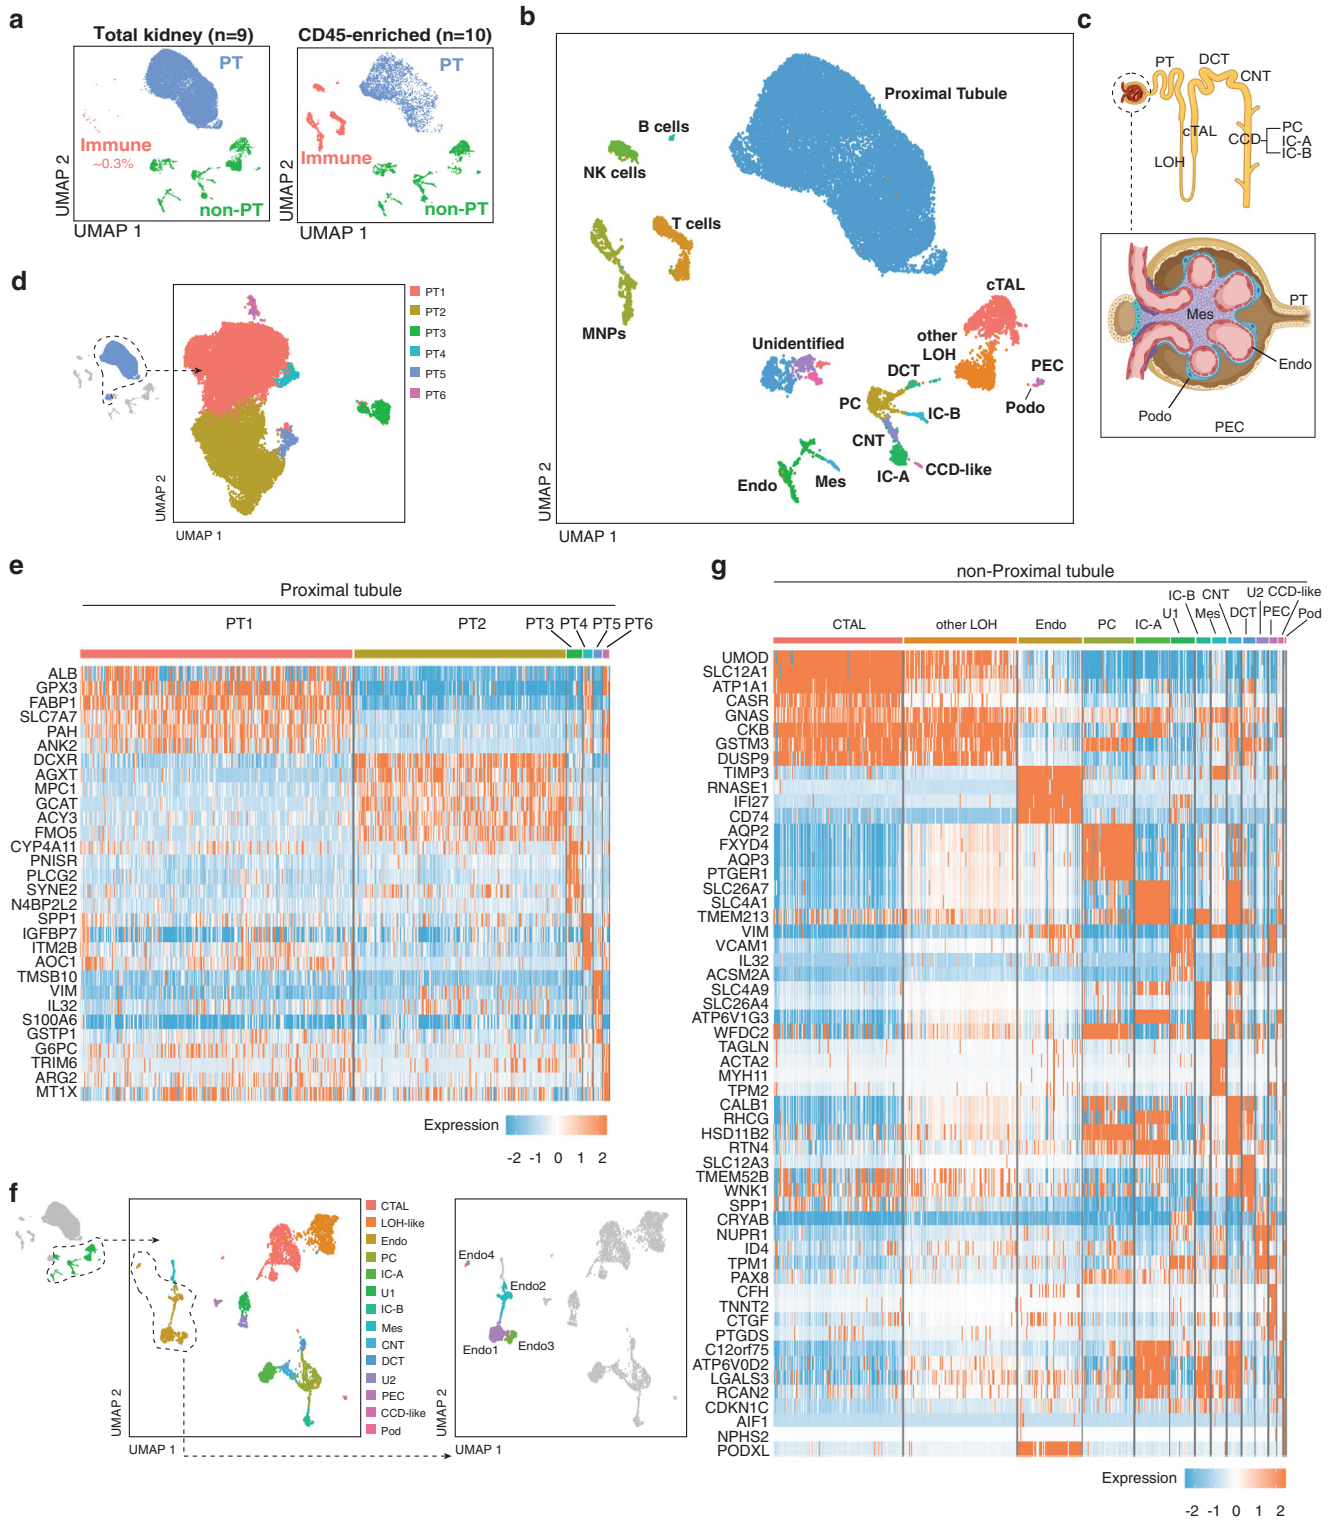 a
Total kidney (n=9)
CD45-enriched (n=10)
PT
Immune
~0.3%
non-PT
UMAP 2
UMAP 1
PT
Immune
non-PT
UMAP 2
UMAP 1
b
Proximal Tubule
B cells
NK cells
T cells
MNPs
cTAL
other
LOH
Unidentified
DCT
PEC
Podo
PC
IC-B
CNT
IC-A
CCD-like
Endo
Mes
UMAP 2
UMAP 1
c
PT
DCT
CNT
cTAL
LOH
CCD
PC
IC-A
IC-B
Mes
PT
Endo
Podo
PEC
d
PT1
PT2
PT3
PT4
PT5
PT6
UMAP 2
UMAP 1
e
Proximal tubule
PT1
PT2
PT3
PT4
PT5
PT6
ALB
GPX3
FABP1
SLC7A7
PAH
ANK2
DCXR
AGXT
MPC1
GCAT
ACY3
FMO5
CYP4A11
PNISR
PLCG2
SYNE2
N4BP2L2
SPP1
IGFBP7
ITM2B
AOC1
TMSB10
VIM
IL32
S100A6
GSTP1
G6PC
TRIM6
ARG2
MT1X
Expression
-2 -1 0 1 2
f
CTAL
LOH-like
Endo
PC
IC-A
U1
IC-B
Mes
CNT
DCT
U2
PEC
CCD-like
Pod
UMAP 2
UMAP 1
Endo4
Endo2
Endo1
Endo3
UMAP 2
UMAP 1
g
non-Proximal tubule
CTAL
other LOH
Endo
PC
IC-A
U1
IC-B
Mes
CNT
DCT
U2
PEC
CCD-like
Pod
UMOD
SLC12A1
ATP1A1
CASR
GNAS
CKB
GSTM3
DUSP9
TIMP3
RNASE1
IFI27
CD74
AQP2
FXYD4
AQP3
PTGER1
SLC26A7
SLC4A1
TMEM213
VIM
VCAM1
IL32
ACSM2A
SLC4A9
SLC26A4
ATP6V1G3
WFDC2
TAGLN
ACTA2
MYH11
TPM2
CALB1
RHCG
HSD11B2
RTN4
SLC12A3
TMEM52B
WNK1
SPP1
CRYAB
NUPR1
ID4
TPM1
PAX8
CFH
TNNT2
CTGF
PTGDS
C12orf75
ATP6V0D2
LGALS3
RCAN2
CDKN1C
AIF1
NPHS2
PODXL
Expression
-2 -1 0 1 2